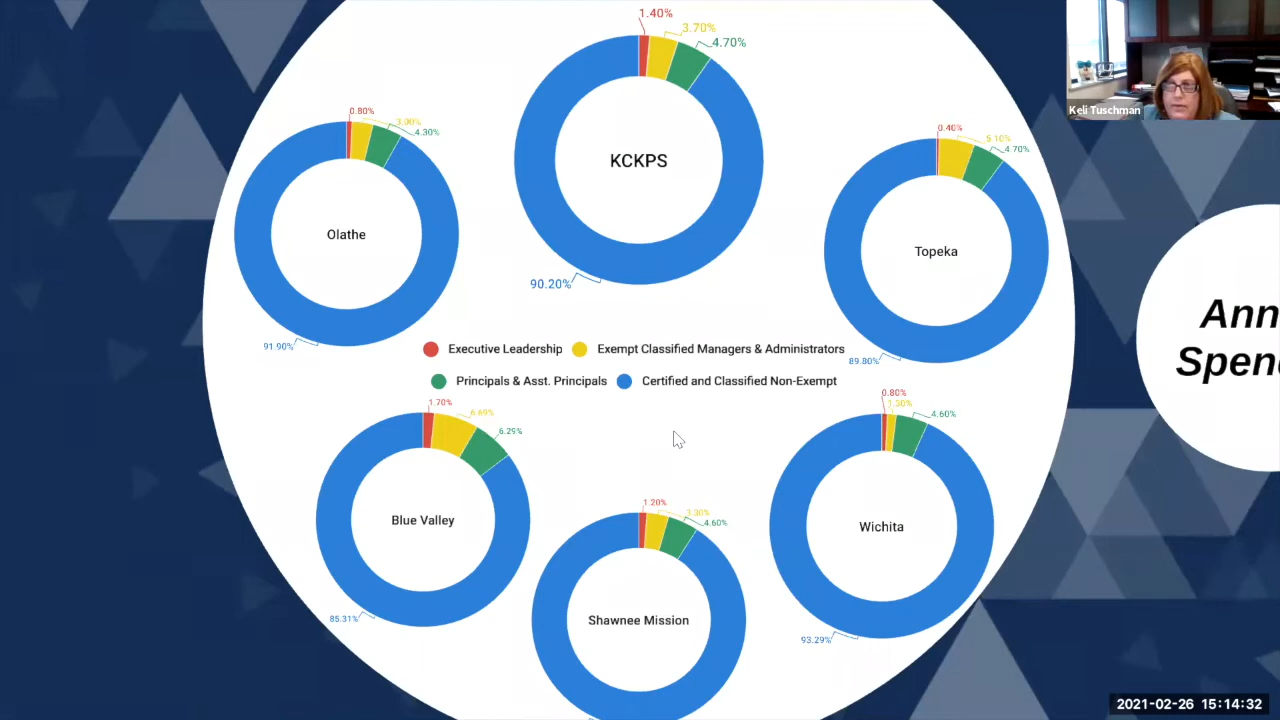 1.40%
3.70%
4.70%
KCKPS
90.20%
0.80%
3.00%
4.30%
Olathe
91.90%
0.40%
5.10%
4.70%
Topeka
89.80%
Keli Tuschman
Ann
Spen
Executive Leadership
Exempt Classified Managers & Administrators
Principals & Asst. Principals
Certified and Classified Non-Exempt
1.70%
6.69%
6.29%
Blue Valley
85.31%
1.20%
3.30%
4.60%
Shawnee Mission
0.80%
1.30%
4.60%
Wichita
93.29%
2021-02-26 15:14:32